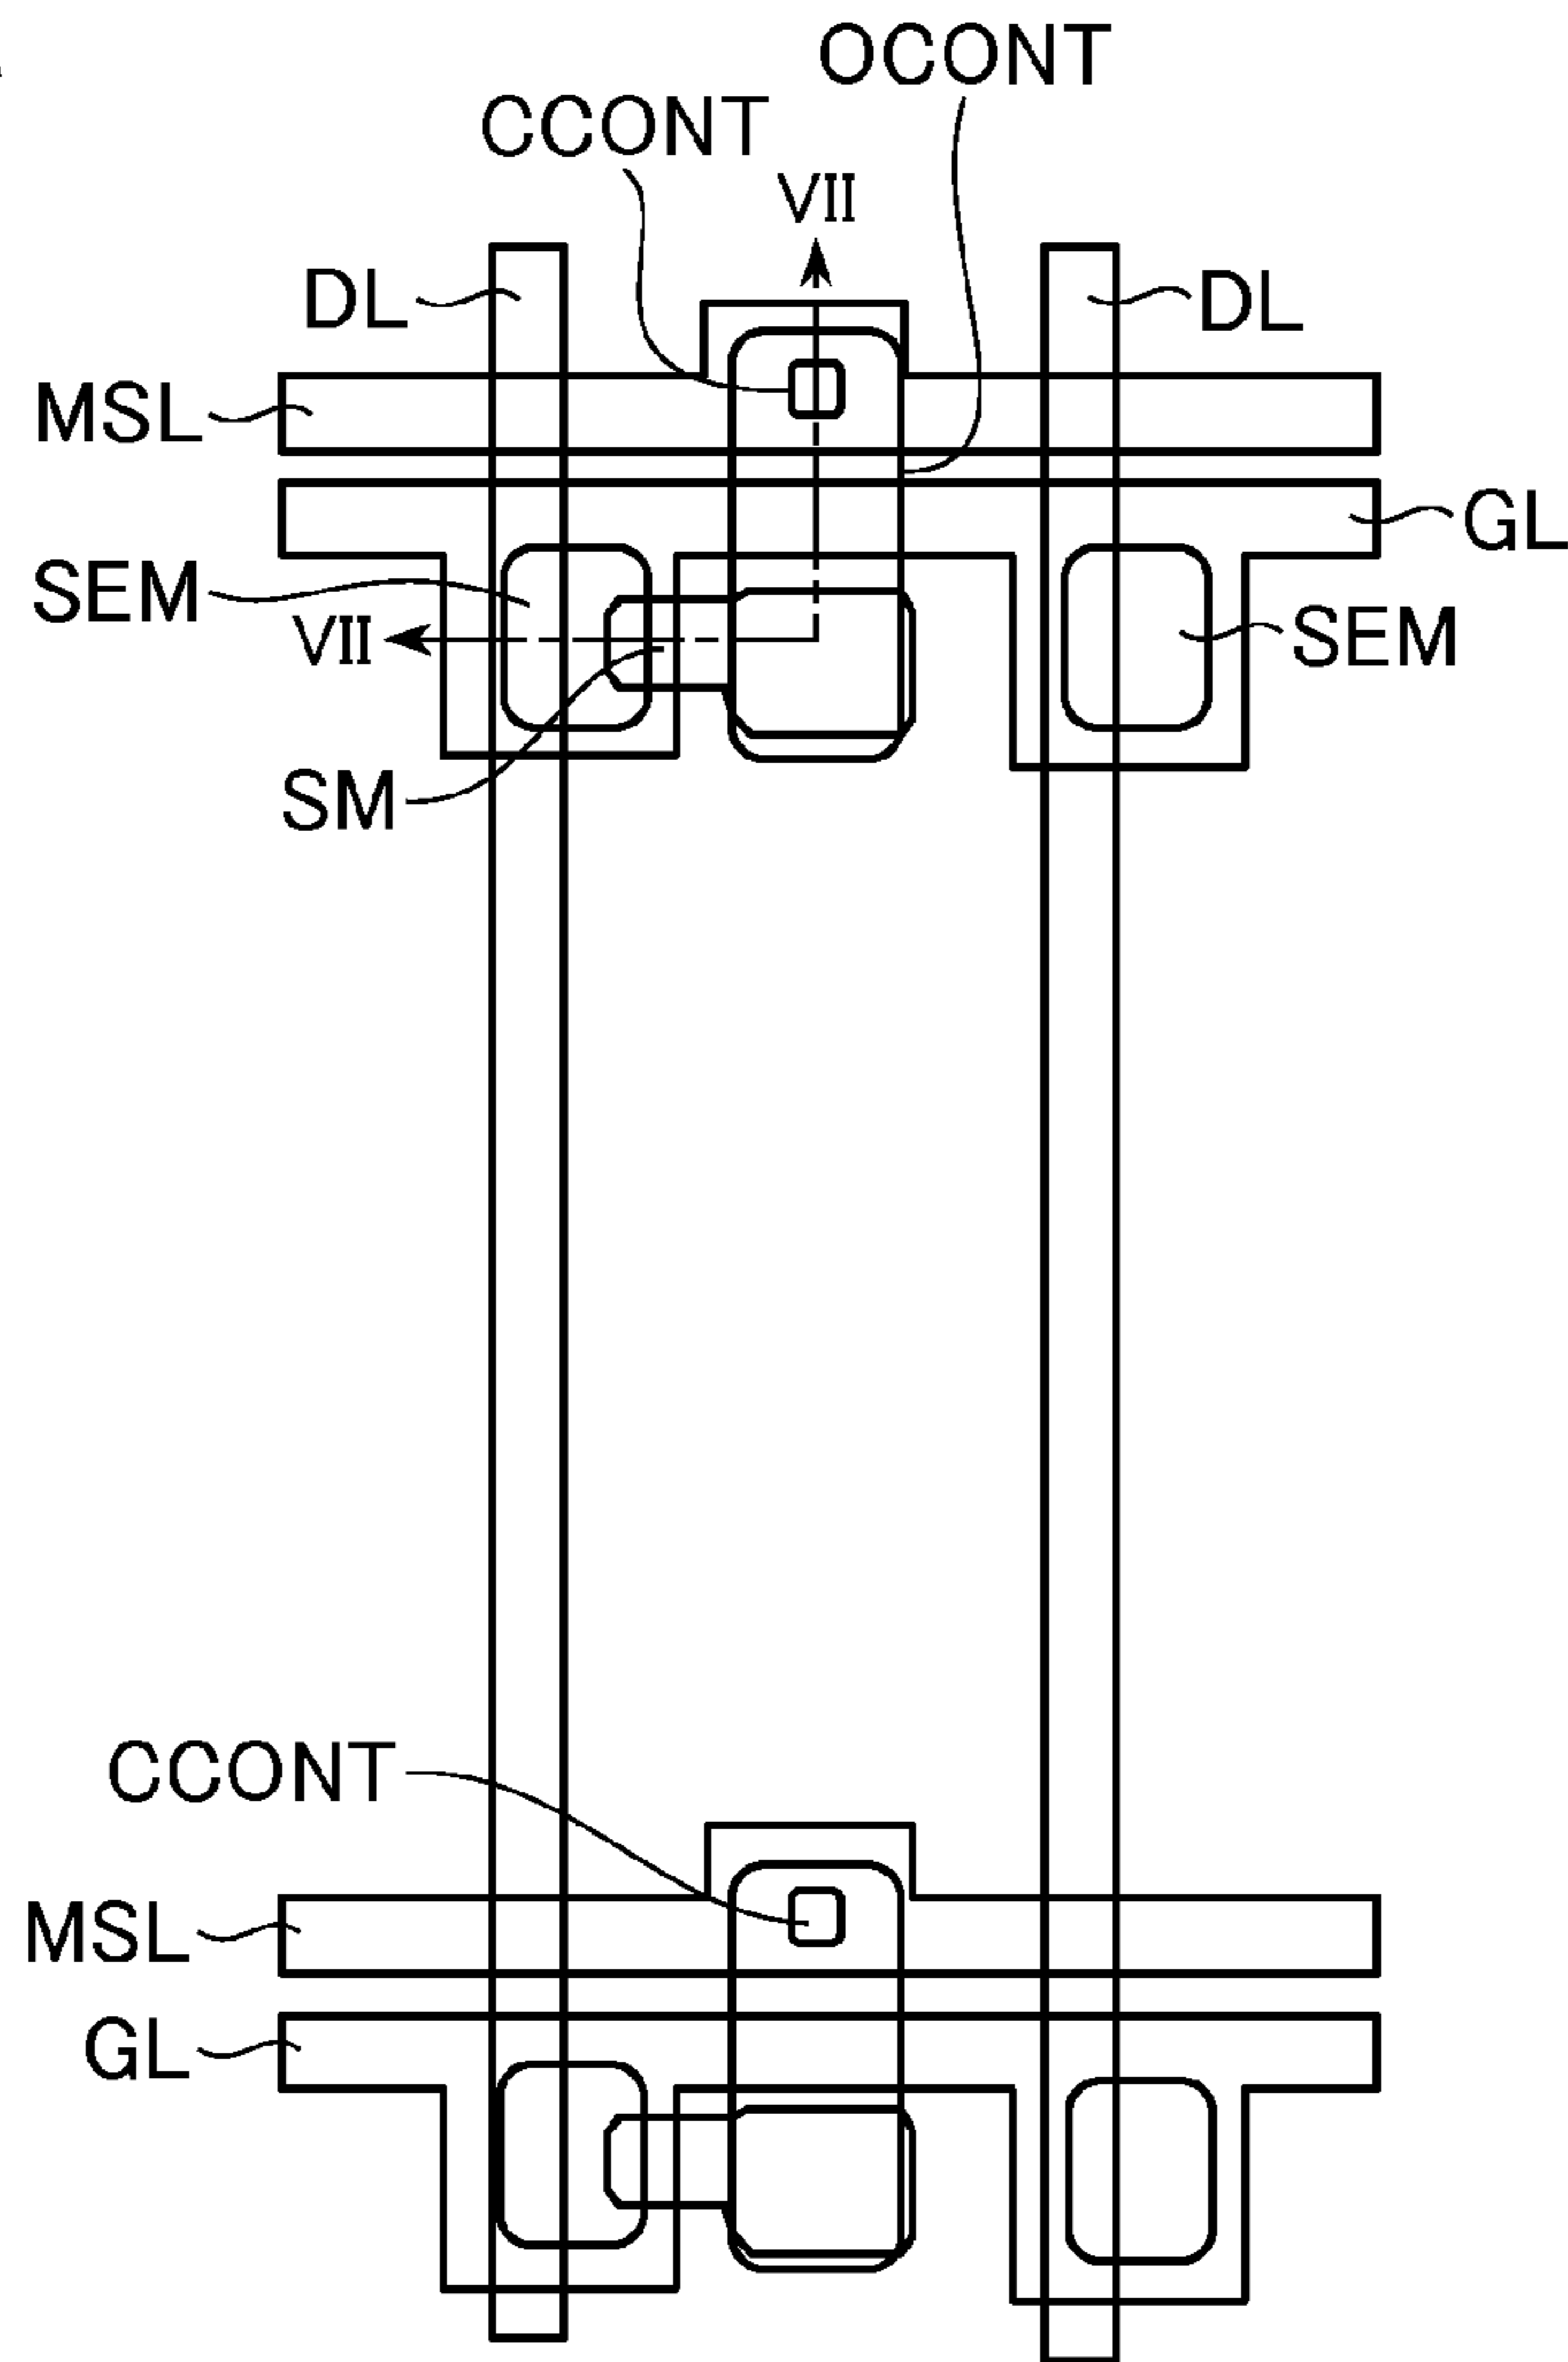 OCONT
CCONT
VII
DL
DL
MSL
GL
SEM
VII
SEM
SM
CCONT
MSL
GL